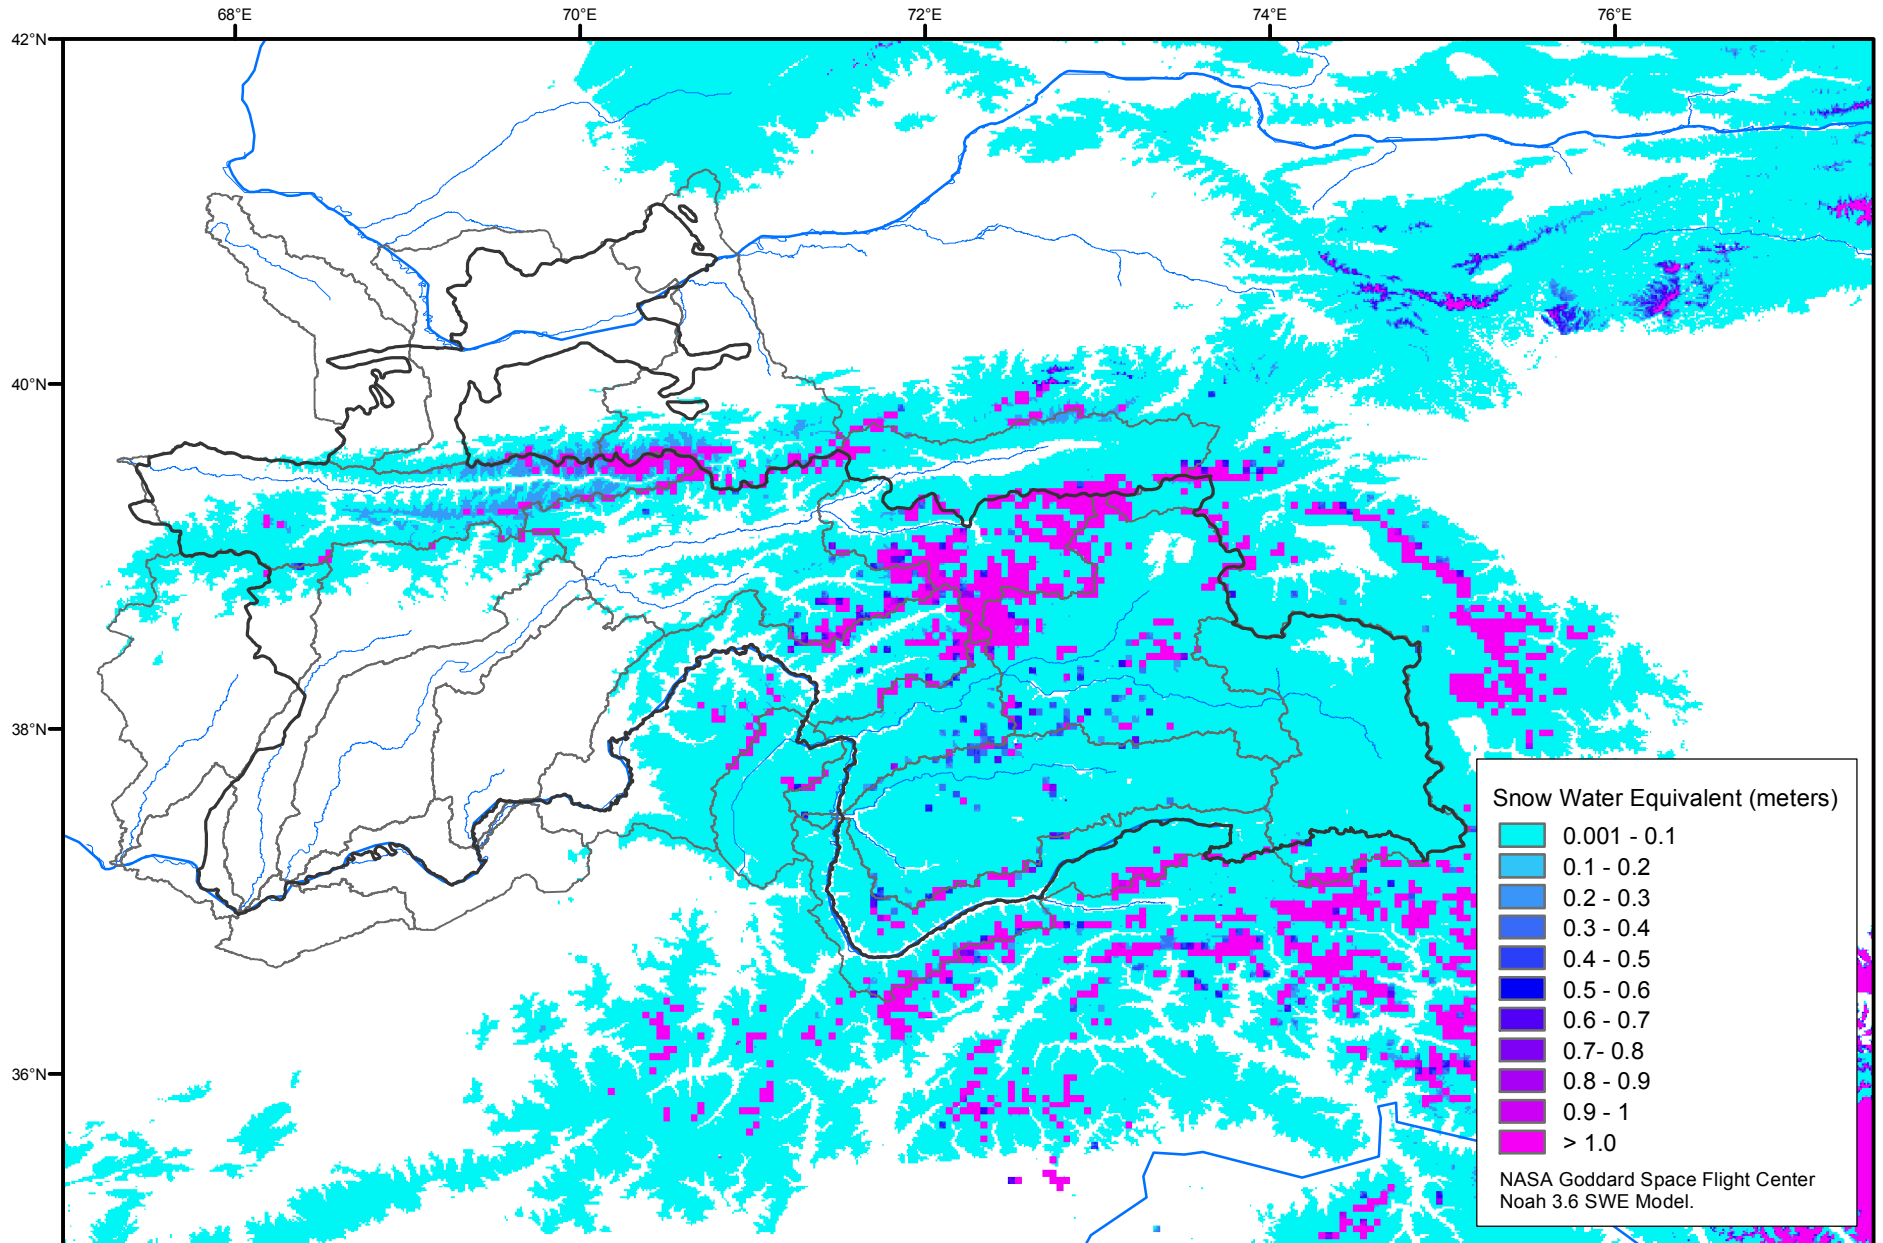 68°E
70°E
72°E
74°E
76°E
42°N
40°N
38°N
36°N
Snow Water Equivalent (meters)
0.001 - 0.1
0.1 - 0.2
0.2 - 0.3
0.3 - 0.4
0.4 - 0.5
0.5 - 0.6
0.6 - 0.7
0.7- 0.8
0.8 - 0.9
0.9 - 1
> 1.0
NASA Goddard Space Flight Center
Noah 3.6 SWE Model.